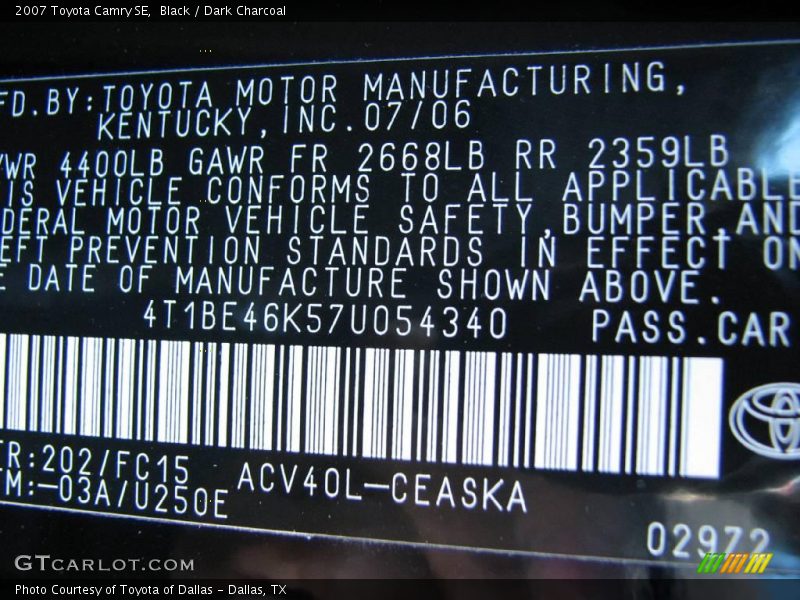 2007 Toyota Camry SE, Black / Dark Charcoal
FD.BY:TOYOTA MOTOR MANUFACTURING,
KENTUCKY,INC.07/06
VWR 4400LB GAWR FR 2668LB RR 2359LB
IS VEHICLE CONFORMS TO ALL APPLICABLE
DERAL MOTOR VEHICLE SAFETY,BUMPER,AND
EFT PREVENTION STANDARDS IN EFFECT ON
E DATE OF MANUFACTURE SHOWN ABOVE.
4T1BE46K57U054340 PASS.CAR
TR:202/FC15 ACV40L-CEASKA
TM:-03A/U250E
02972
GTCARLOT.COM
Photo Courtesy of Toyota of Dallas - Dallas, TX